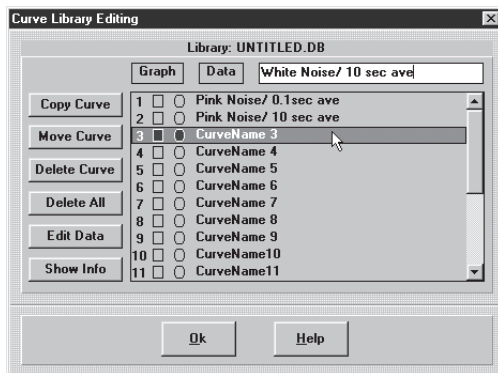 Curve Library Editing
Library: UNTITLED.DB
Graph Data White Noise/ 10 sec ave
Copy Curve
Move Curve
Delete Curve
Delete All
Edit Data
Show Info
1 Pink Noise/ 0.1sec ave
2 Pink Noise/ 10 sec ave
3 CurveName 3
4 CurveName 4
5 CurveName 5
6 CurveName 6
7 CurveName 7
8 CurveName 8
9 CurveName 9
10 CurveName10
11 CurveName11
Ok Help